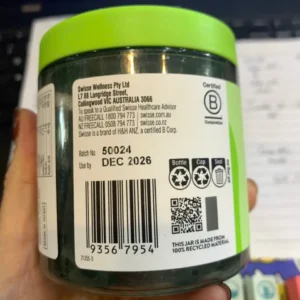 Swisse Wellness Pty Ltd
L7 88 Langridge Street,
Collingwood VIC AUSTRALIA 3066
To speak to a Qualified Swisse Healthcare Advisor
AU FREECALL 1800 794 773 | swisse.com.au
NZ FREECALL 0508 794 773 | swisse.co.nz
Swisse is a brand of H&H ANZ, a certified B Corp.
Certified
B
Corporation
Batch No 50024
Use by DEC 2026
Bottle Cap Seal
9 356 7954
THIS JAR IS MADE FROM
100% RECYCLED MATERIAL